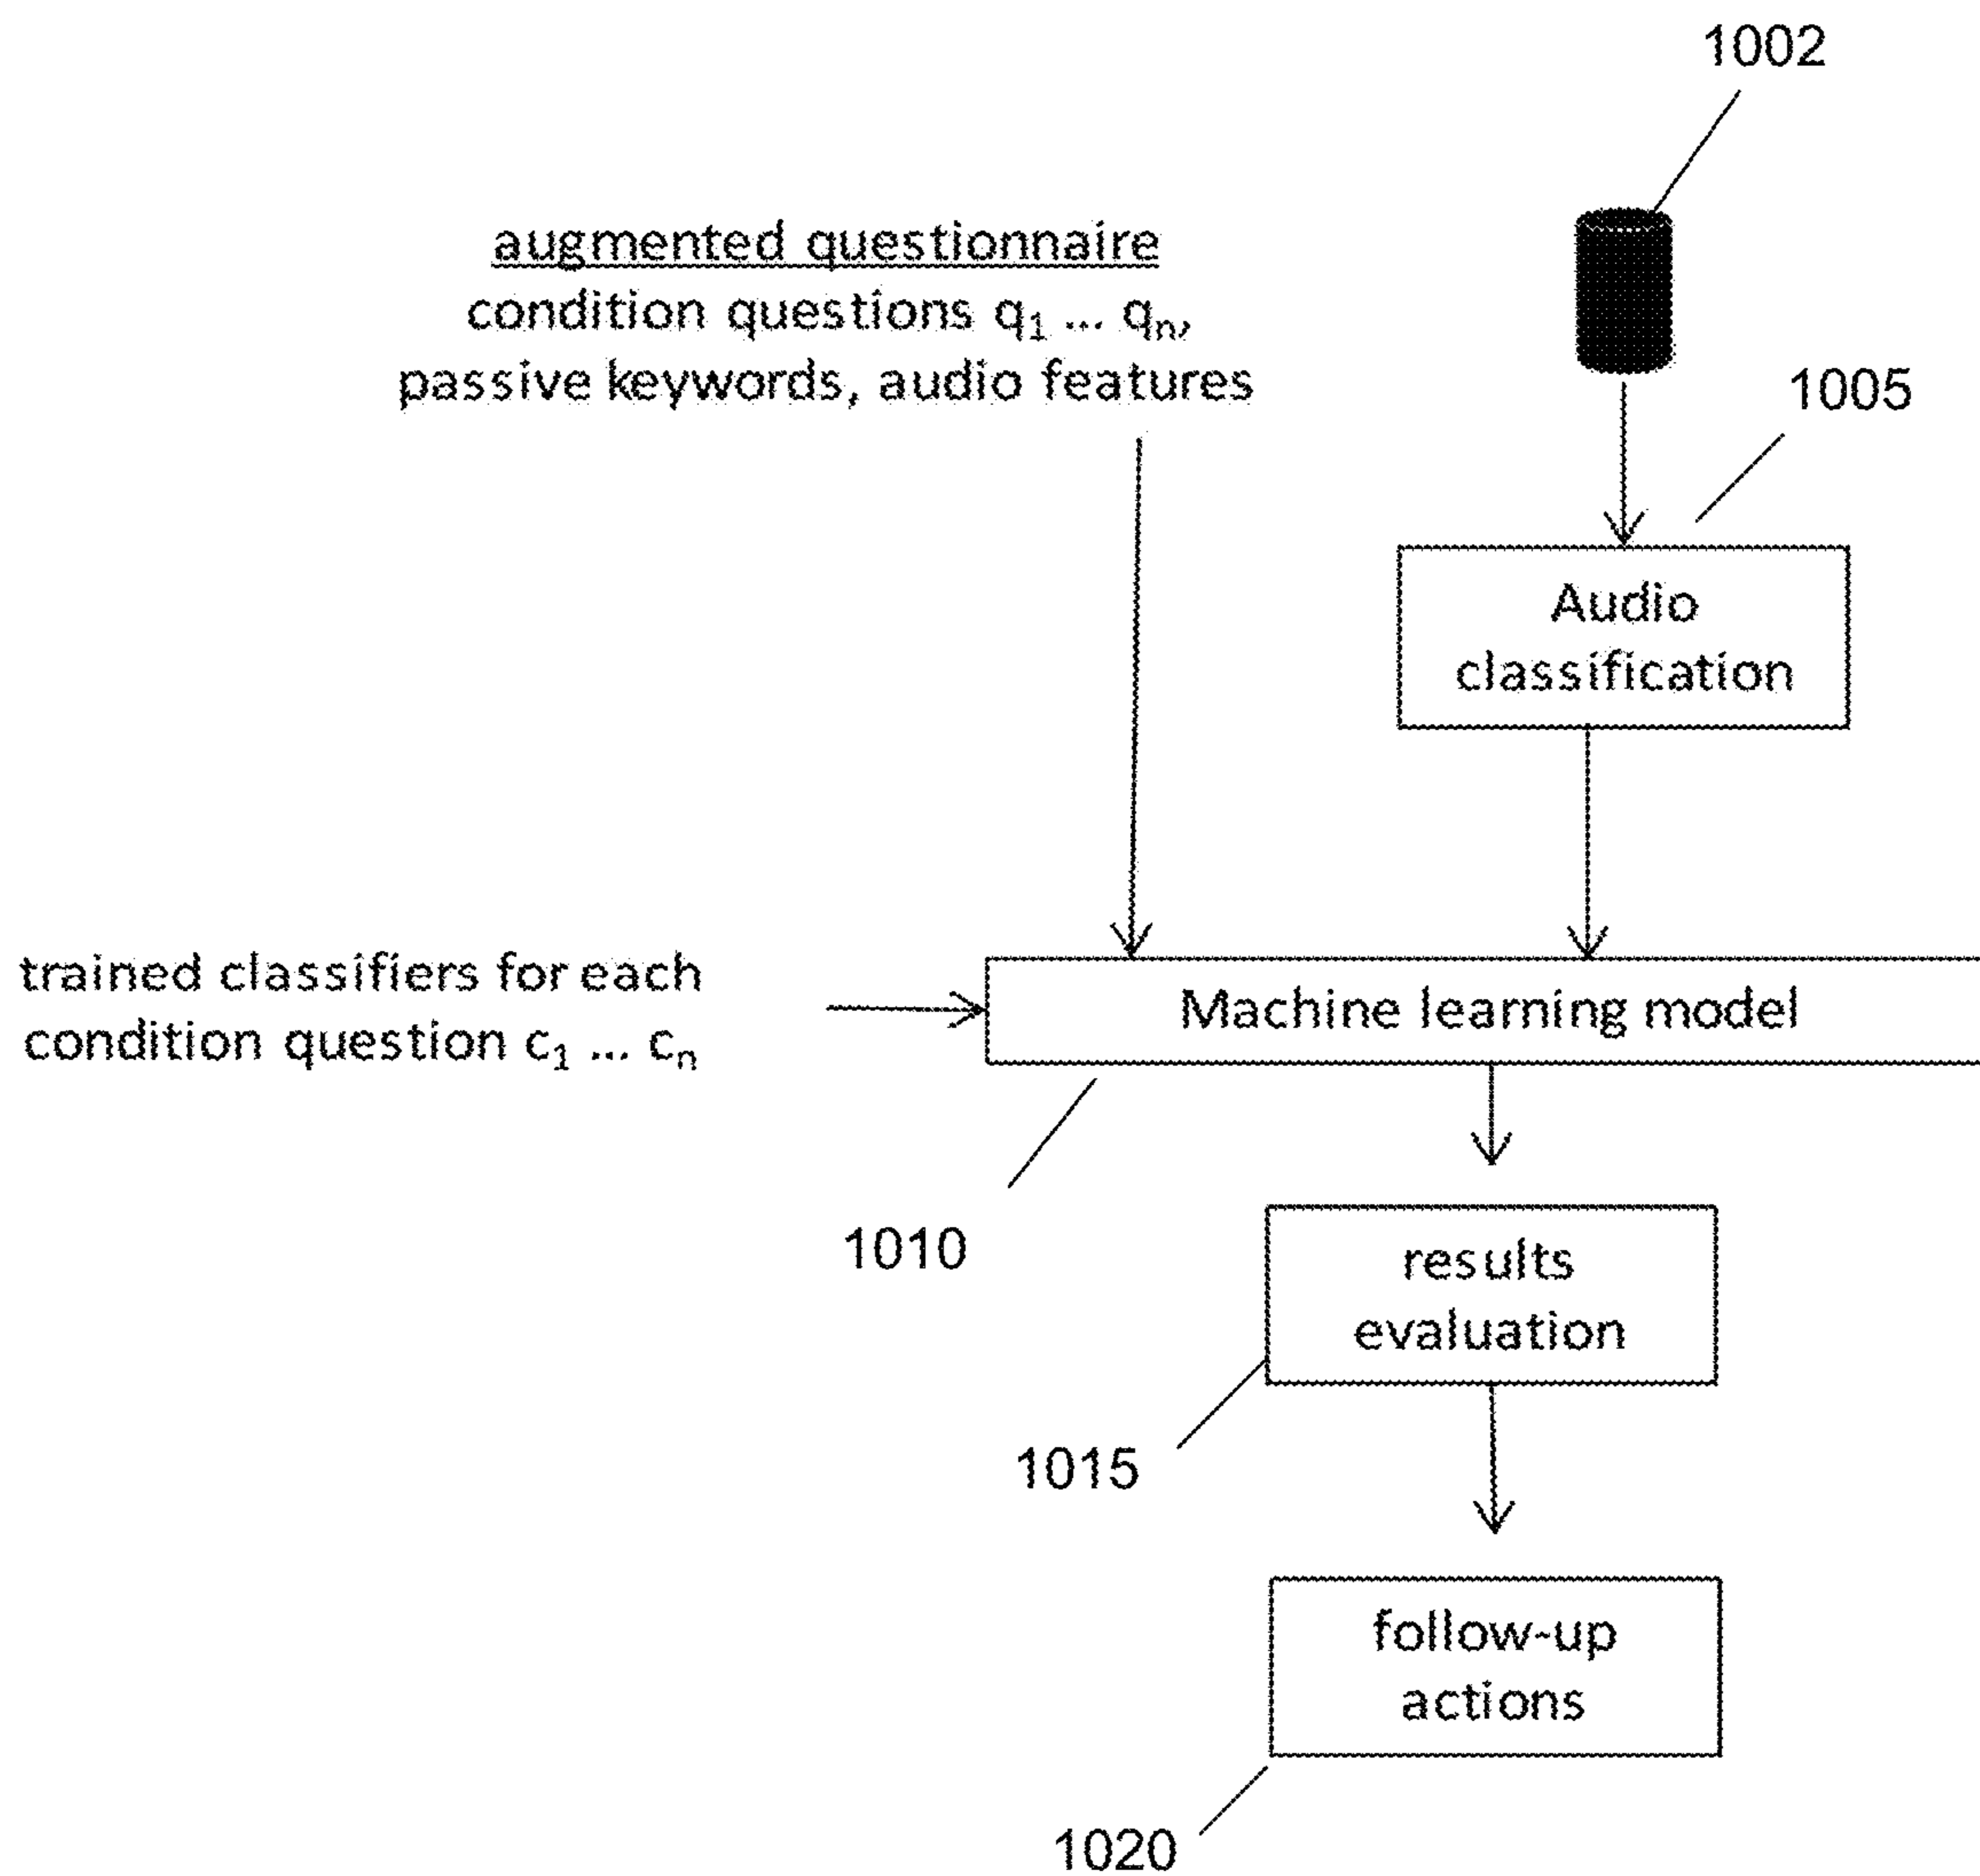 1002
augmented questionnaire
condition questions q₁ ... qₙ,
passive keywords, audio features
1005
Audio
classification
trained classifiers for each
condition question c₁ ... cₙ
Machine learning model
1010
results
evaluation
1015
follow-up
actions
1020